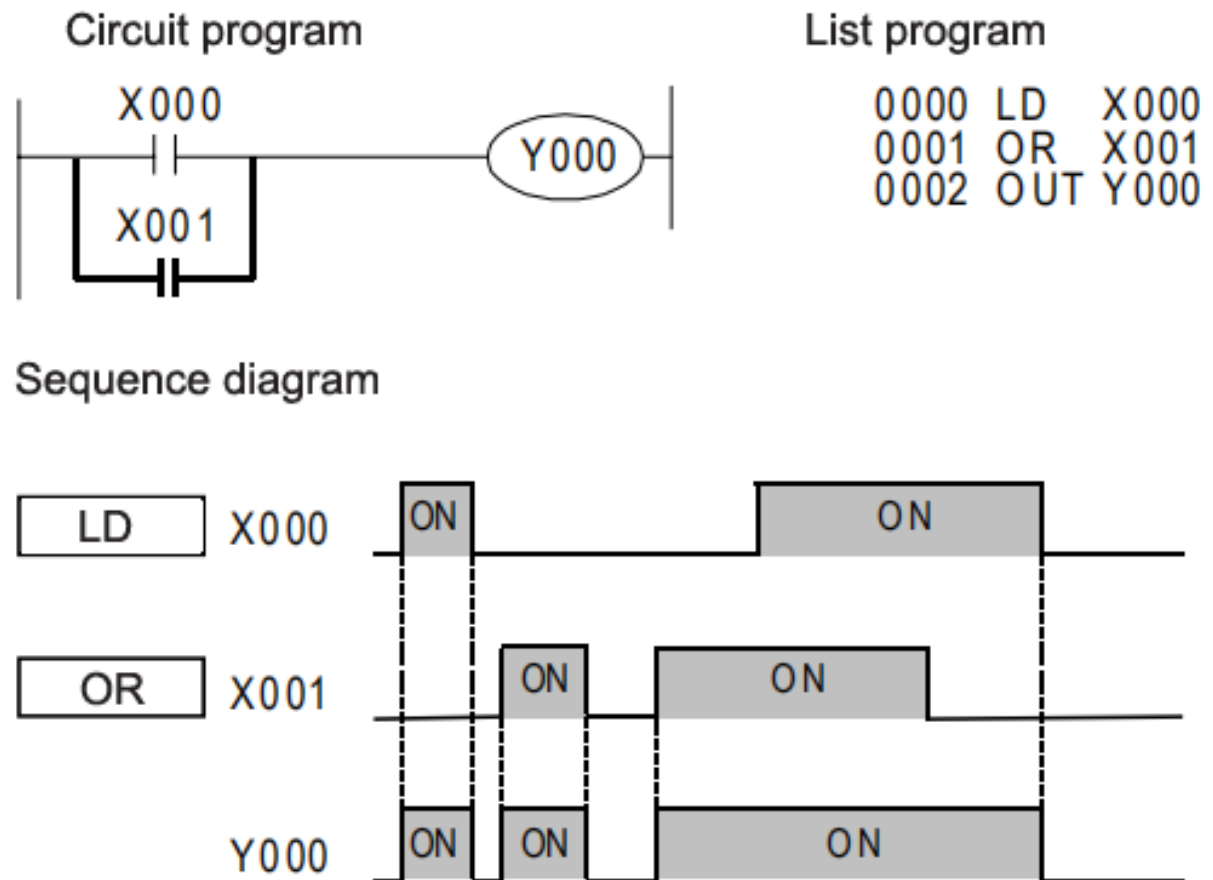 Circuit program
List program
X000
Y000
X001
0000 LD X000
0001 OR X001
0002 OUT Y000
Sequence diagram
LD X000 ON ON
OR X001 ON ON
Y000 ON ON ON